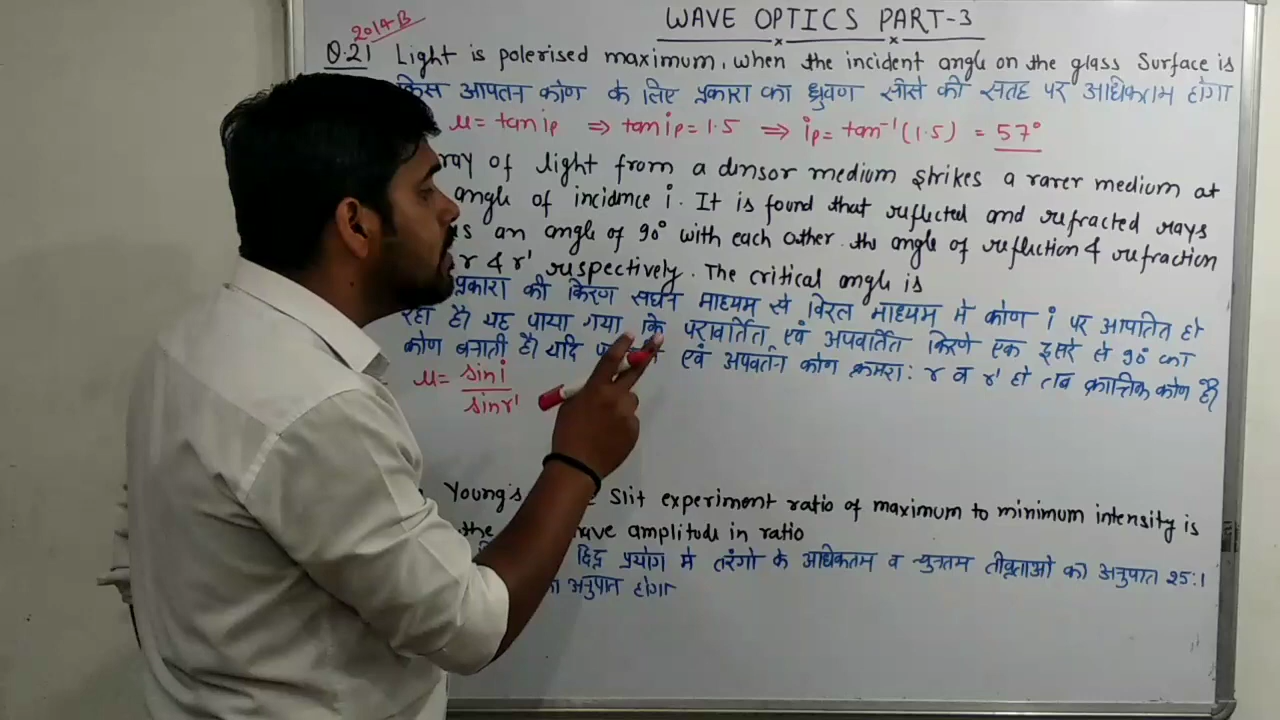 WAVE OPTICS PART-3
2014B
Q.21 Light is polerised maximum, when the incident angle on the glass Surface is
किस आपतन कोण के लिए प्रकाश का ध्रुवण सीसे की सतह पर अधिकतम होगा
μ = tan ip ⇒ tan ip = 1.5 ⇒ ip = tan⁻¹(1.5) = 57°
ray of light from a densor medium strikes a rarer medium at
angle of incidence i. It is found that reflected and refracted rays
an angle of 90° with each other. the angle of reflection & refraction
r & r' respectively. The critical angle is
प्रकाश की किरण सघन माध्यम से विरल माध्यम मे कोण i पर आपतित हो
रहा है। यह पाया गया कि परावर्तित एवं अपवर्तित किरणे एक दूसरे से 90° का
कोण बनाती है। यदि एवं अपवर्तन कोण क्रमश: r व r' हो तब क्रान्तिक कोण है।
μ = sin i / sin r'
Young's Slit experiment ratio of maximum to minimum intensity is
the wave amplitude in ratio
द्विद्र प्रयोग मे तरंगो के अधिकतम व न्युनतम तीव्रताओ का अनुपात 25:1
का अनुपात होगा